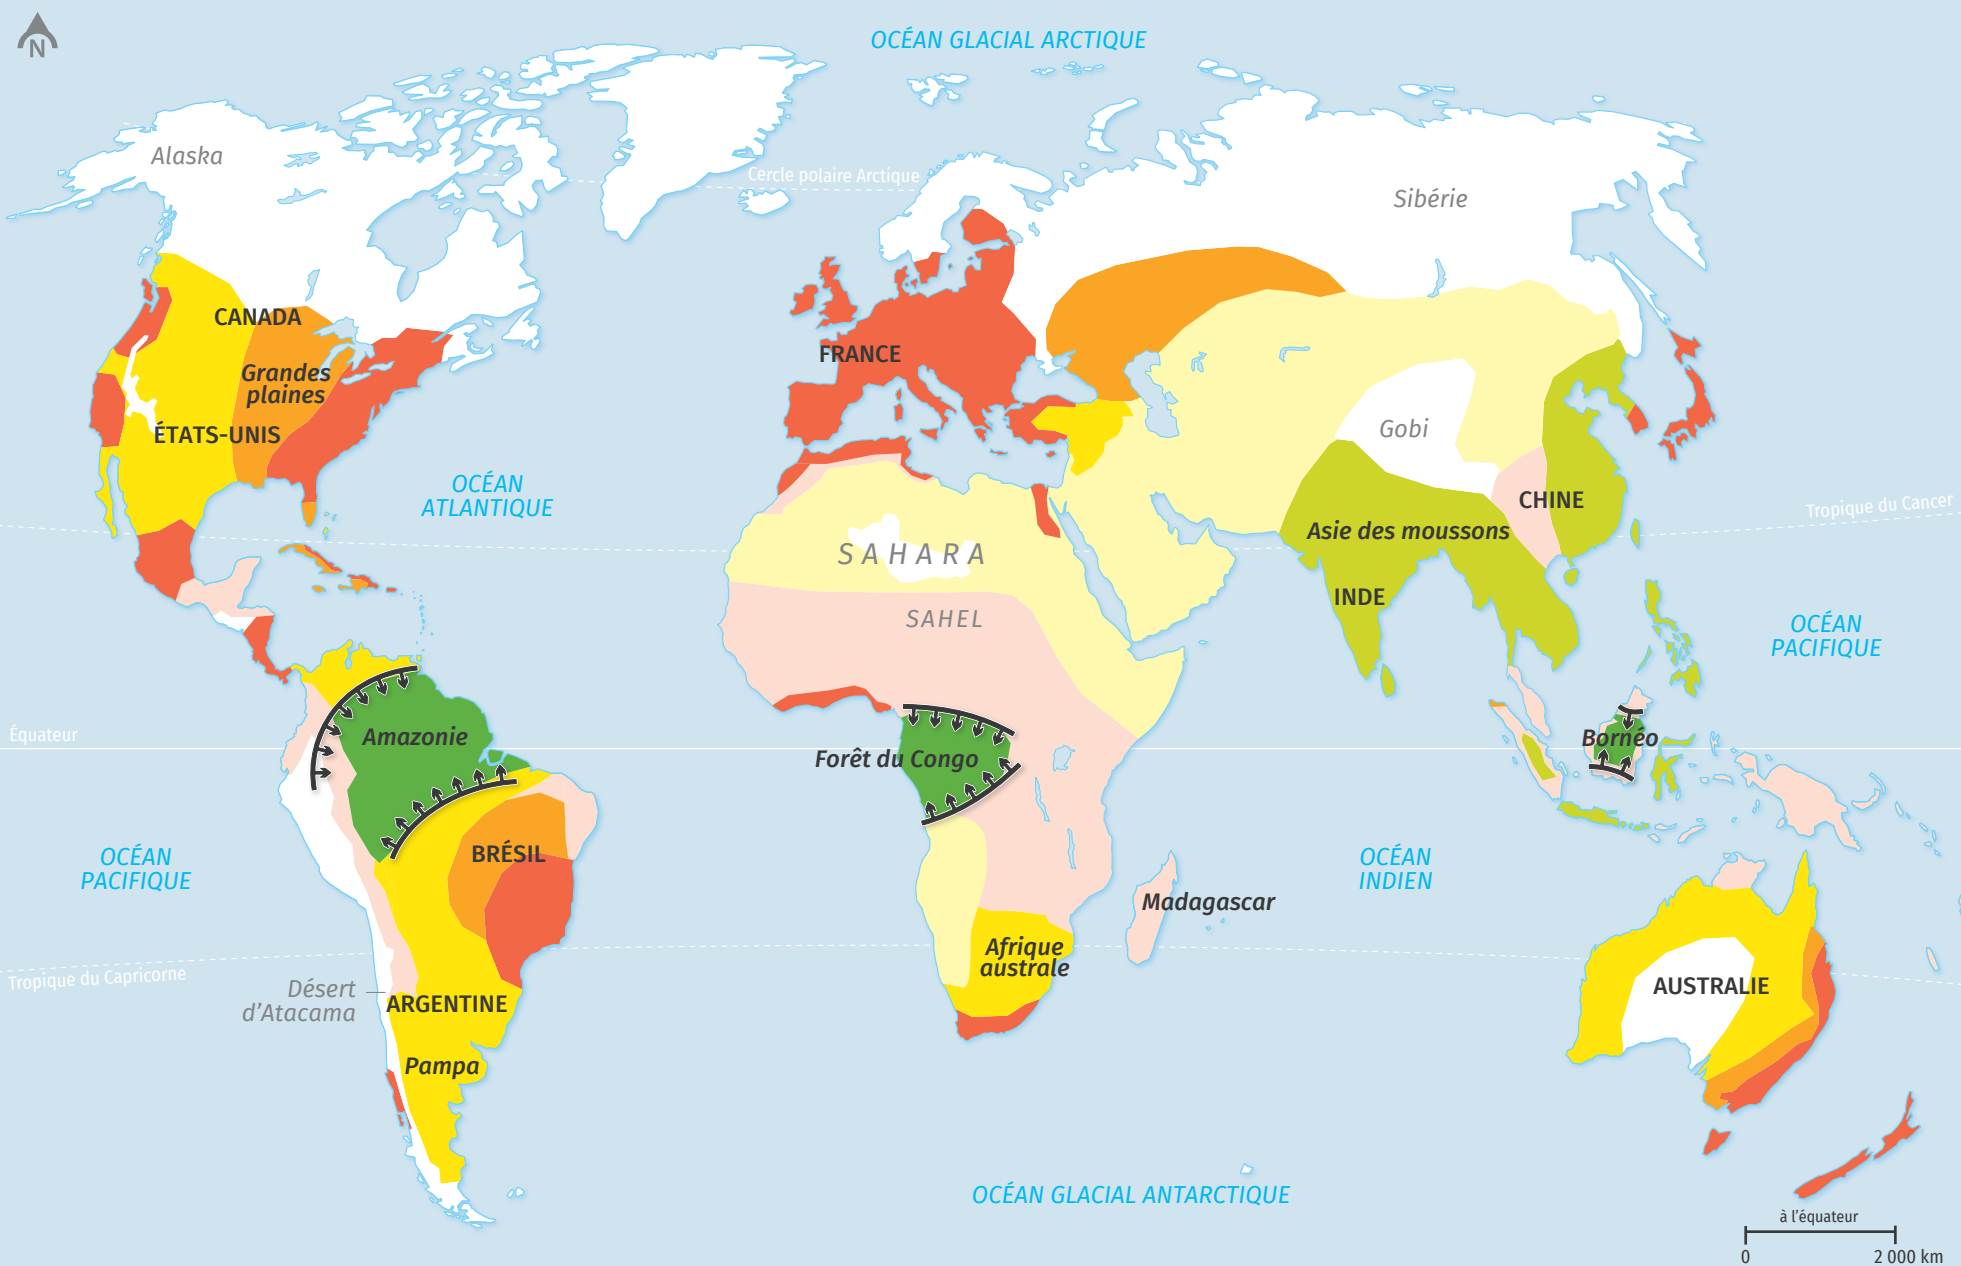 N
OCÉAN GLACIAL ARCTIQUE
Alaska
Cercle polaire Arctique
Sibérie
CANADA
FRANCE
Grandes
plaines
ÉTATS-UNIS
Gobi
OCÉAN
ATLANTIQUE
CHINE
Tropique du Cancer
Asie des moussons
SAHARA
INDE
SAHEL
OCÉAN
PACIFIQUE
Équateur
Amazonie
Forêt du Congo
Bornéo
BRÉSIL
OCÉAN
PACIFIQUE
OCÉAN
INDIEN
Madagascar
Afrique
australe
Tropique du Capricorne
Désert
d'Atacama
ARGENTINE
AUSTRALIE
Pampa
OCÉAN GLACIAL ANTARCTIQUE
à l'équateur
0
2 000 km